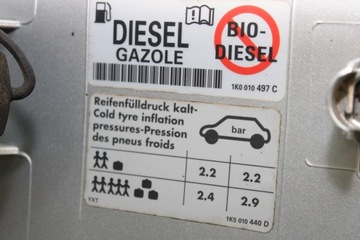 DIESEL
GAZOLE
BIO-
DIESEL
1K0 010 497 C
Reifenfülldruck kalt-
Cold tyre inflation
pressures-Pression
des pneus froids
bar
2.2 2.2
2.4 2.9
1K5 010 440 D